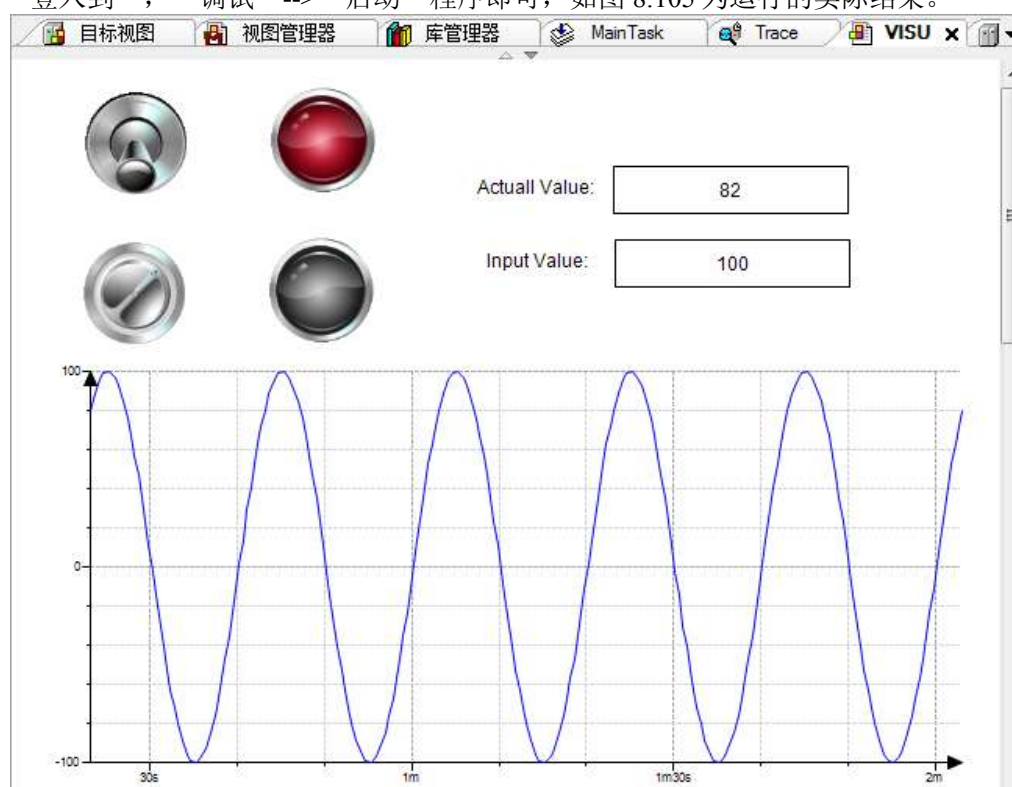 登入到”，“调试”-->“启动”程序即可，如图 8.105 为运行的实际结果。
目标视图 视图管理器 库管理器 MainTask Trace VISU
Actuall Value: 82
Input Value: 100
100
0
-100
30s 1m 1m30s 2m